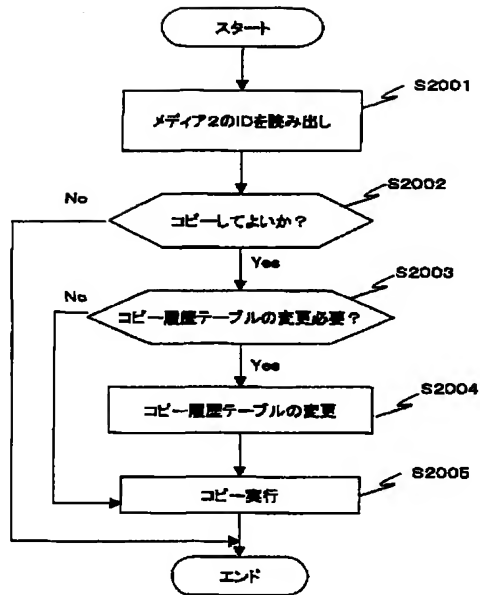 スタート
S2001
メディア2のIDを読み出し
S2002
No
コピーしてよいか？
Yes
S2003
No
コピー履歴テーブルの変更必要？
Yes
S2004
コピー履歴テーブルの変更
S2005
コピー実行
エンド